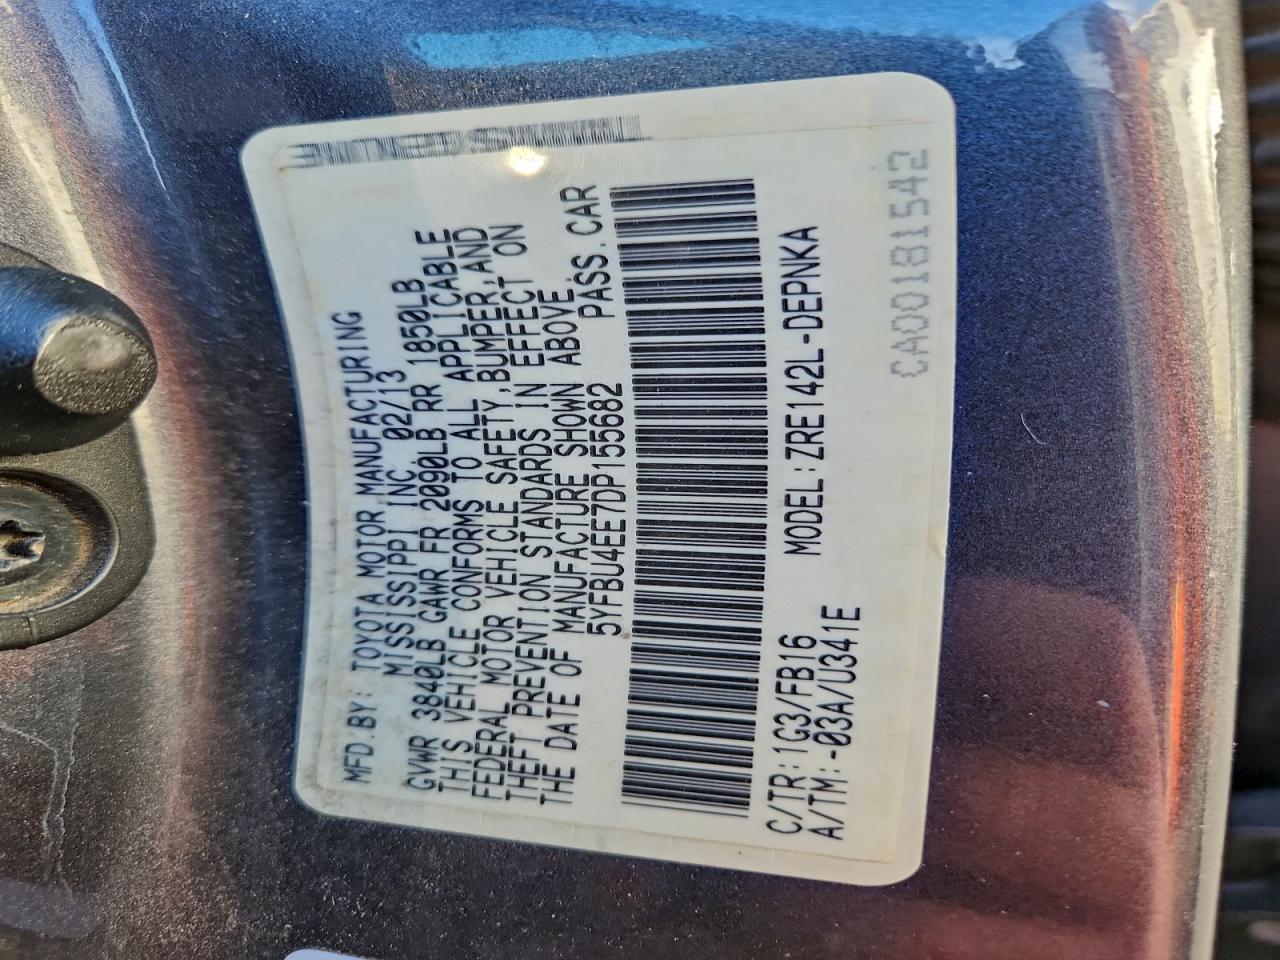 MFD BY: TOYOTA MOTOR MANUFACTURING
MISSISSIPPI INC 02/13
GVWR 3840LB GAWR FR 2090LB RR 1850LB
THIS VEHICLE CONFORMS TO ALL APPLICABLE
FEDERAL MOTOR VEHICLE SAFETY, BUMPER, AND
THEFT PREVENTION STANDARDS IN EFFECT ON
THE DATE OF MANUFACTURE SHOWN ABOVE.
5YFBU4EE7DP155682 PASS. CAR
C/TR: 1G3/FB16 MODEL: ZRE142L-DEPNKA
A/TM: -03A/U341E
CA00181542